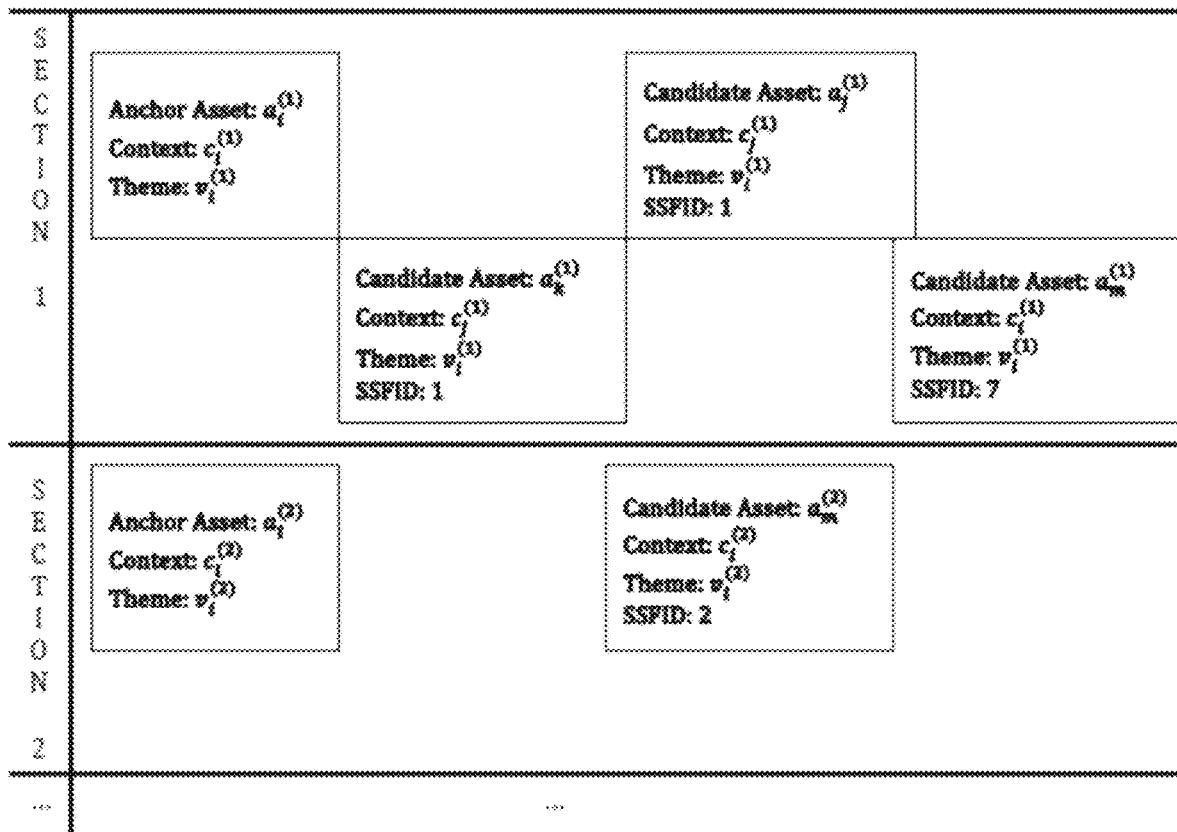 SECTION 1
Anchor Asset: a_i^(1)
Context: c_i^(1)
Theme: v_i^(1)
Candidate Asset: a_k^(1)
Context: c_j^(1)
Theme: v_i^(1)
SSFID: 1
Candidate Asset: a_j^(1)
Context: c_j^(1)
Theme: v_i^(1)
SSFID: 1
Candidate Asset: a_m^(1)
Context: c_i^(1)
Theme: v_i^(1)
SSFID: 7
SECTION 2
Anchor Asset: a_i^(2)
Context: c_i^(2)
Theme: v_i^(2)
Candidate Asset: a_m^(2)
Context: c_i^(2)
Theme: v_i^(2)
SSFID: 2
... ...